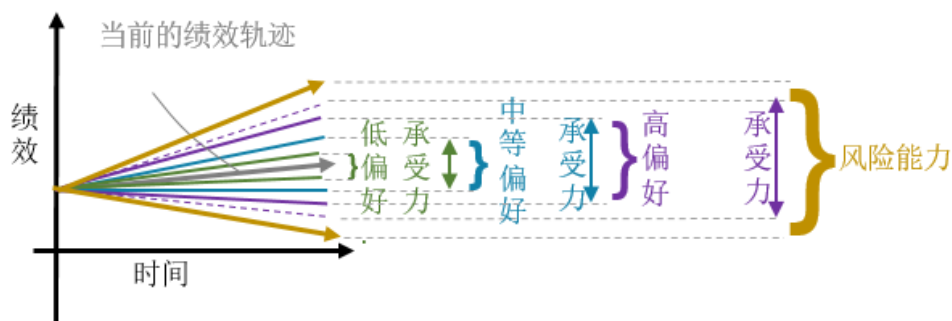 当前的绩效轨迹
绩效
低偏好
承受力
中等偏好
承受力
高偏好
承受力
风险能力
时间